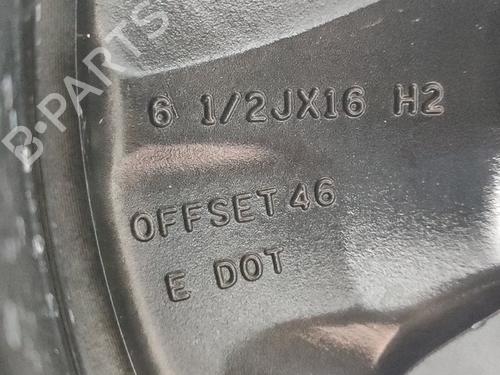 B-PARTS
6 1/2JX16 H2
OFFSET 46
E DOT